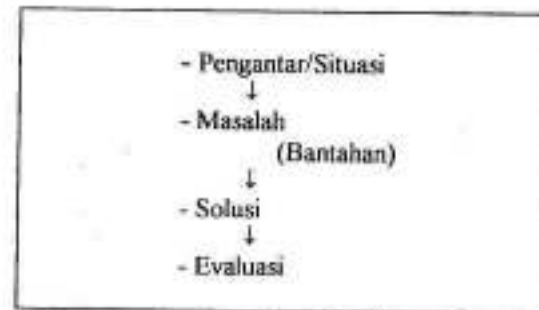 - Pengantar/Situasi
↓
- Masalah
(Bantahan)
↓
- Solusi
↓
- Evaluasi